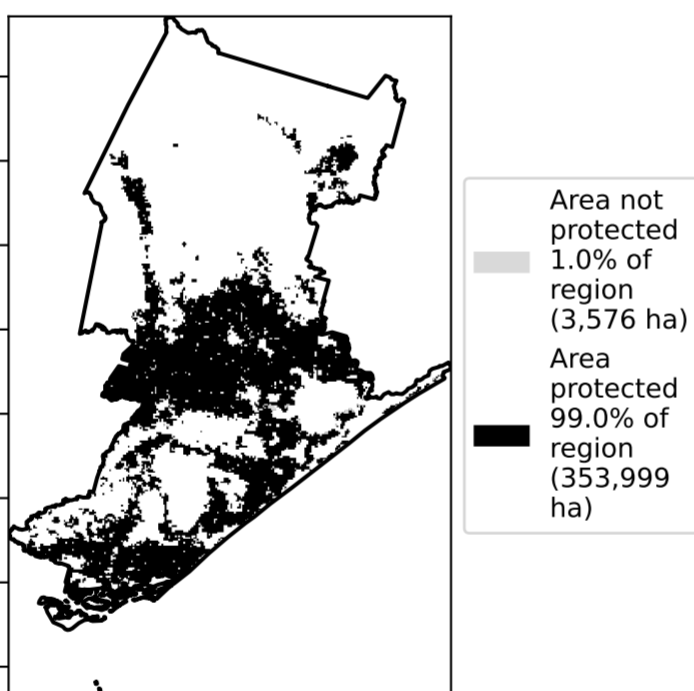 Area not
protected
1.0% of
region
(3,576 ha)
Area
protected
99.0% of
region
(353,999
ha)